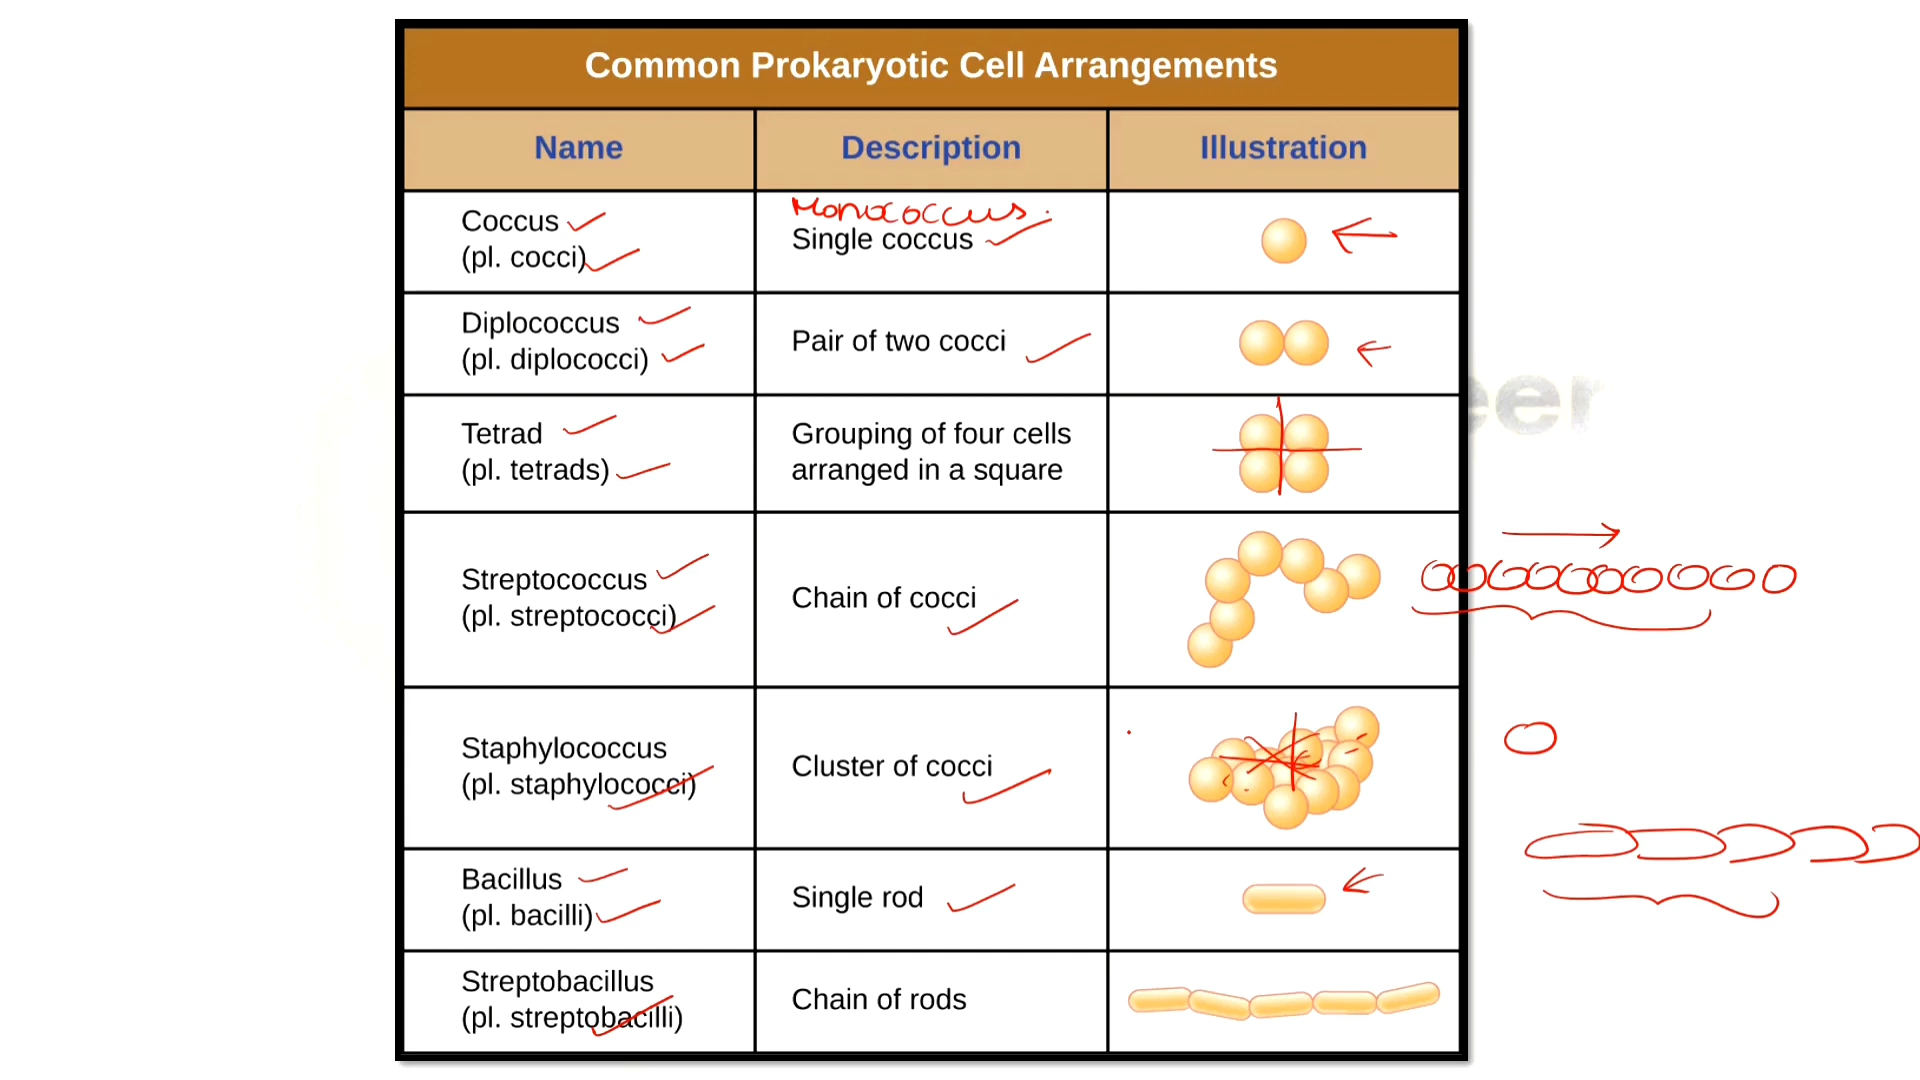 Common Prokaryotic Cell Arrangements
Name Description Illustration
Coccus
(pl. cocci)
Monococcus.
Single coccus
Diplococcus
(pl. diplococci)
Pair of two cocci
Tetrad
(pl. tetrads)
Grouping of four cells
arranged in a square
Streptococcus
(pl. streptococci)
Chain of cocci
Staphylococcus
(pl. staphylococci)
Cluster of cocci
Bacillus
(pl. bacilli)
Single rod
Streptobacillus
(pl. streptobacilli)
Chain of rods